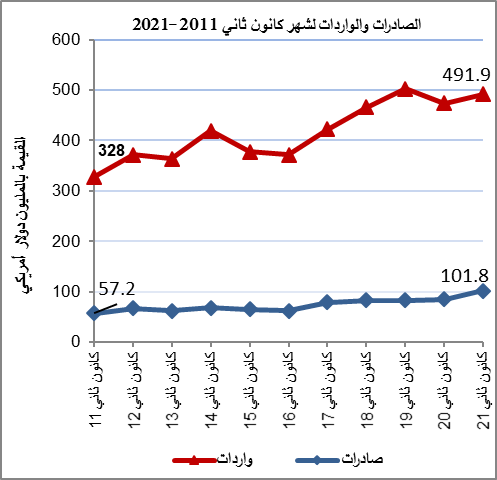 الصادرات والواردات لشهر كانون ثاني 2011 –2021
القيمة بالمليون دولار أمريكي
600
500
400
300
200
100
0
491.9
328
101.8
57.2
كانون ثاني 11
كانون ثاني 12
كانون ثاني 13
كانون ثاني 14
كانون ثاني 15
كانون ثاني 16
كانون ثاني 17
كانون ثاني 18
كانون ثاني 19
كانون ثاني 20
كانون ثاني 21
واردات
صادرات